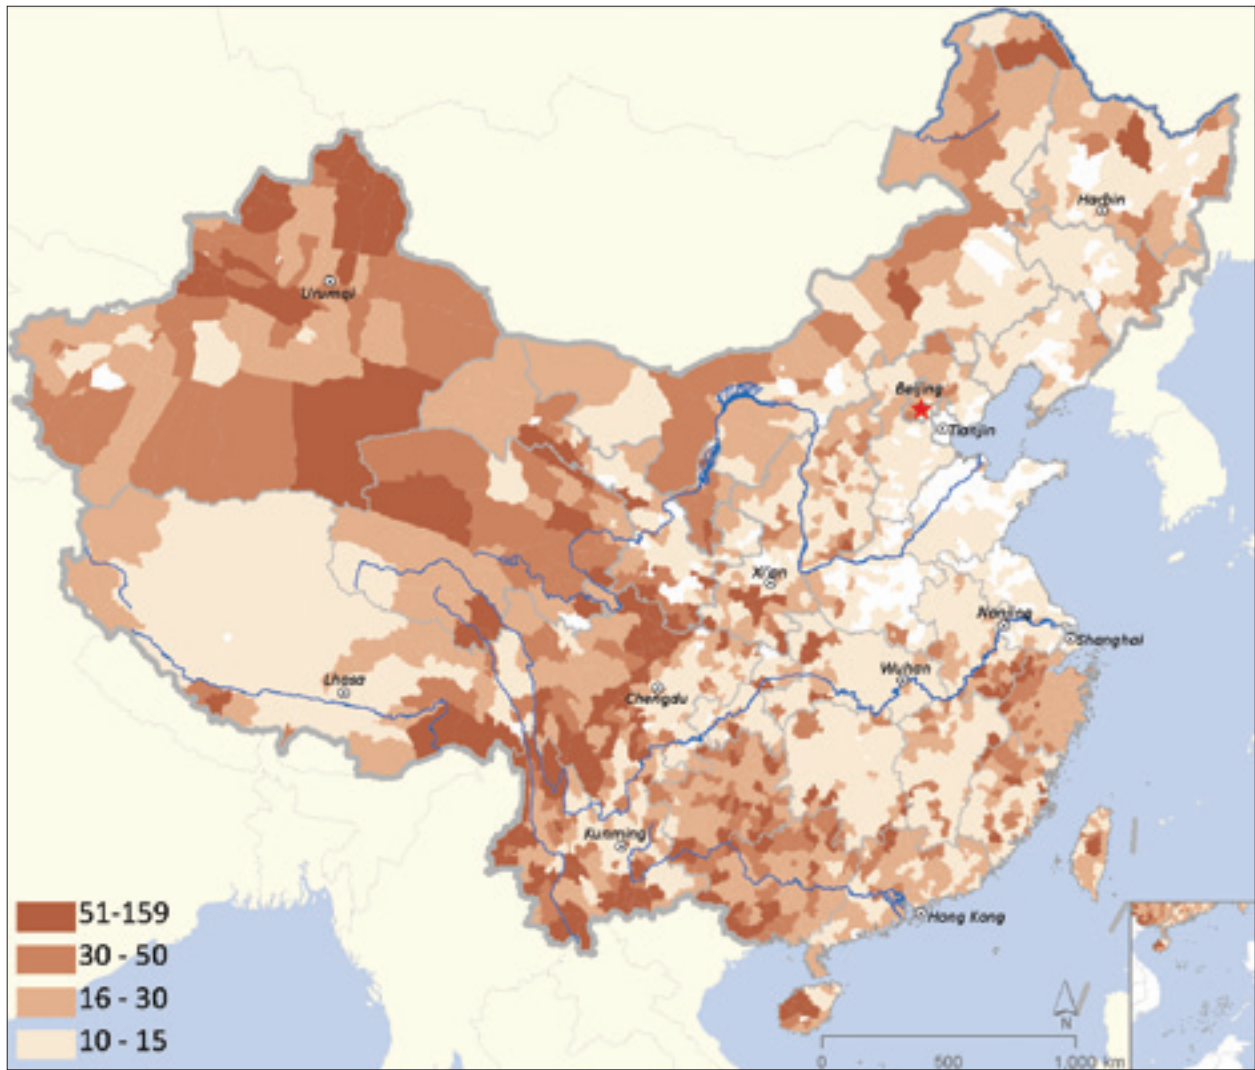 Harbin
Urumqi
Beijing
Tianjin
Xi'an
Nanjing
Shanghai
Lhasa
Wuhan
Chengdu
Kunming
51-159
Hong Kong
30 - 50
16 - 30
N
10 - 15
0 500 1,000 km